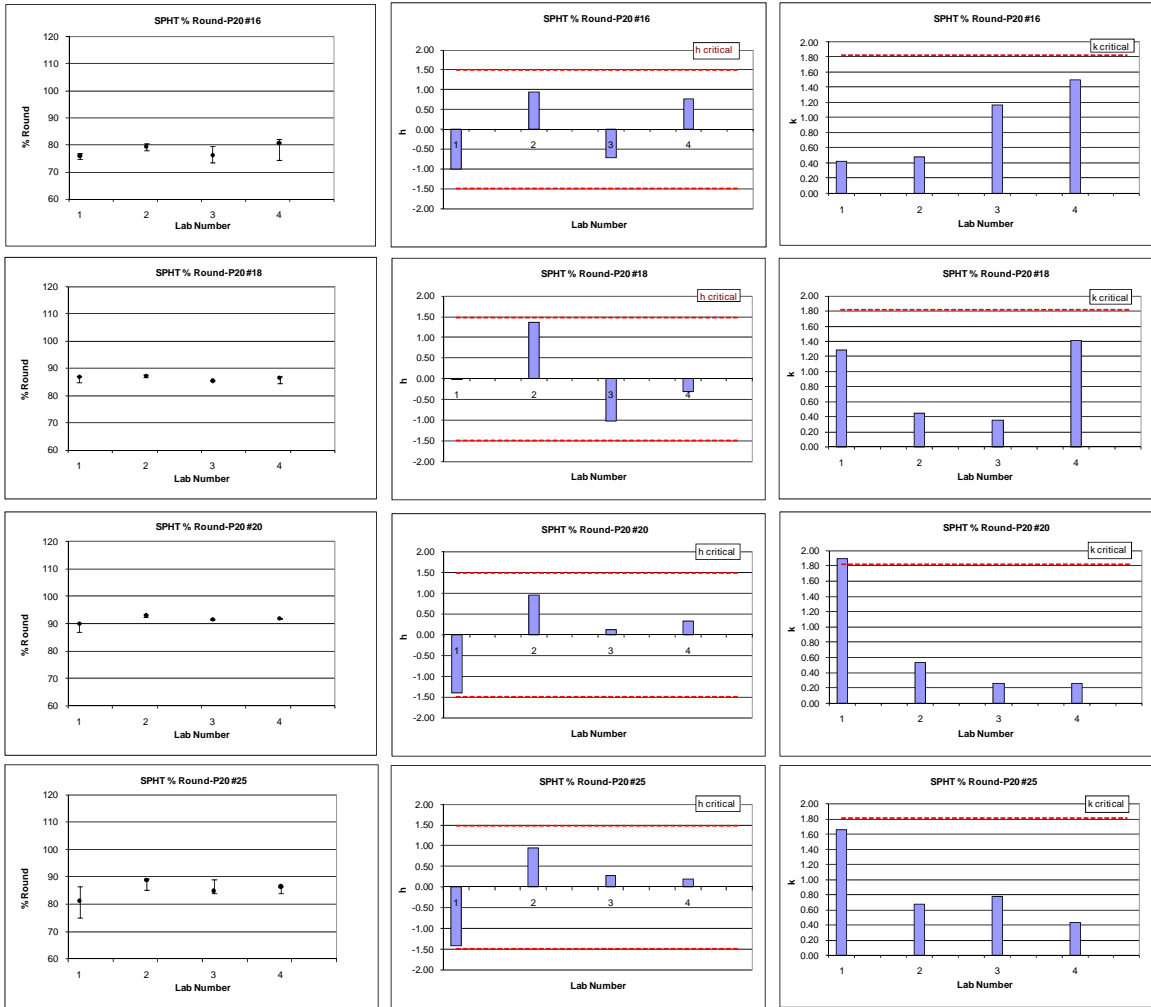 SPHT % Round-P20 #16
120
110
100
90
80
70
60
% Round
1 2 3 4
Lab Number
SPHT % Round-P20 #16
h critical
2.00
1.50
1.00
0.50
0.00
-0.50
-1.00
-1.50
-2.00
h
1 2 3 4
Lab Number
SPHT % Round-P20 #16
k critical
2.00
1.80
1.60
1.40
1.20
1.00
0.80
0.60
0.40
0.20
0.00
k
1 2 3 4
Lab Number
SPHT % Round-P20 #18
120
110
100
90
80
70
60
% Round
1 2 3 4
Lab Number
SPHT % Round-P20 #18
h critical
2.00
1.50
1.00
0.50
0.00
-0.50
-1.00
-1.50
-2.00
h
1 2 3 4
Lab Number
SPHT % Round-P20 #18
k critical
2.00
1.80
1.60
1.40
1.20
1.00
0.80
0.60
0.40
0.20
0.00
k
1 2 3 4
Lab Number
SPHT % Round-P20 #20
120
110
100
90
80
70
60
% Round
1 2 3 4
Lab Number
SPHT % Round-P20 #20
h critical
2.00
1.50
1.00
0.50
0.00
-0.50
-1.00
-1.50
-2.00
h
1 2 3 4
Lab Number
SPHT % Round-P20 #20
k critical
2.00
1.80
1.60
1.40
1.20
1.00
0.80
0.60
0.40
0.20
0.00
k
1 2 3 4
Lab Number
SPHT % Round-P20 #25
120
110
100
90
80
70
60
% Round
1 2 3 4
Lab Number
SPHT % Round-P20 #25
h critical
2.00
1.50
1.00
0.50
0.00
-0.50
-1.00
-1.50
-2.00
h
1 2 3 4
Lab Number
SPHT % Round-P20 #25
k critical
2.00
1.80
1.60
1.40
1.20
1.00
0.80
0.60
0.40
0.20
0.00
k
1 2 3 4
Lab Number